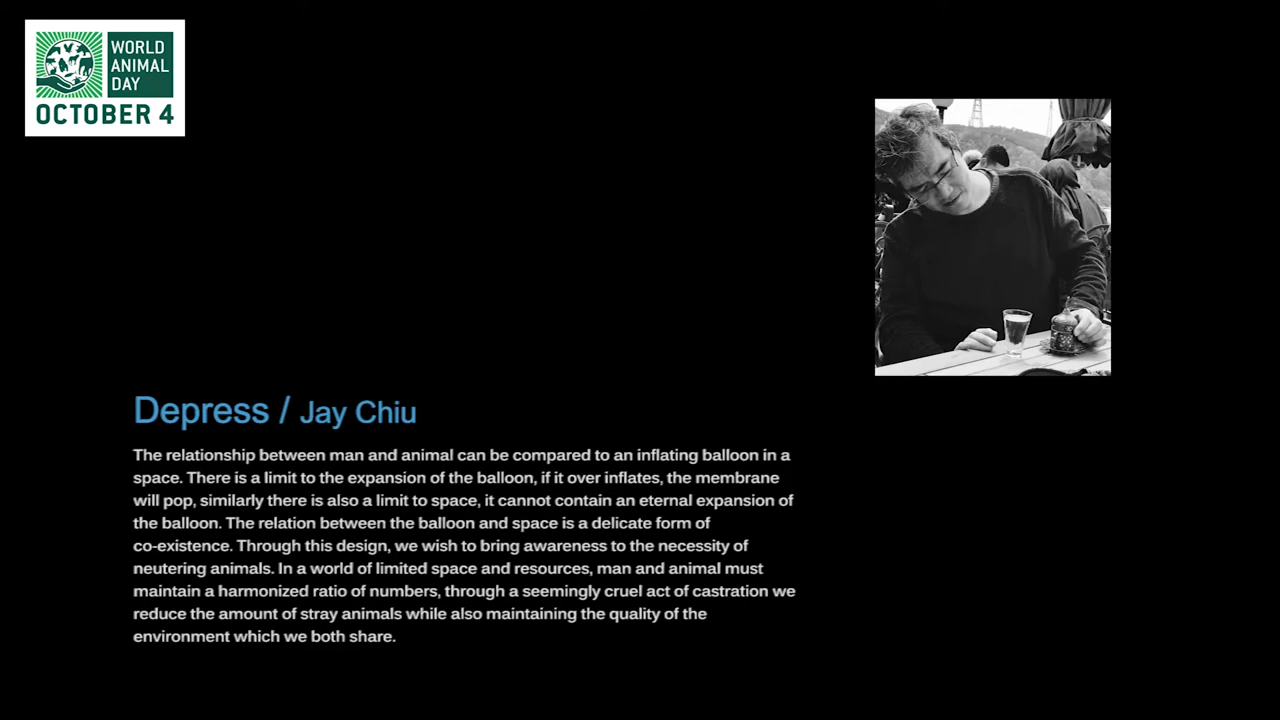 WORLD
ANIMAL
DAY
OCTOBER 4
Depress / Jay Chiu
The relationship between man and animal can be compared to an inflating balloon in a
space. There is a limit to the expansion of the balloon, if it over inflates, the membrane
will pop, similarly there is also a limit to space, it cannot contain an eternal expansion of
the balloon. The relation between the balloon and space is a delicate form of
co-existence. Through this design, we wish to bring awareness to the necessity of
neutering animals. In a world of limited space and resources, man and animal must
maintain a harmonized ratio of numbers, through a seemingly cruel act of castration we
reduce the amount of stray animals while also maintaining the quality of the
environment which we both share.